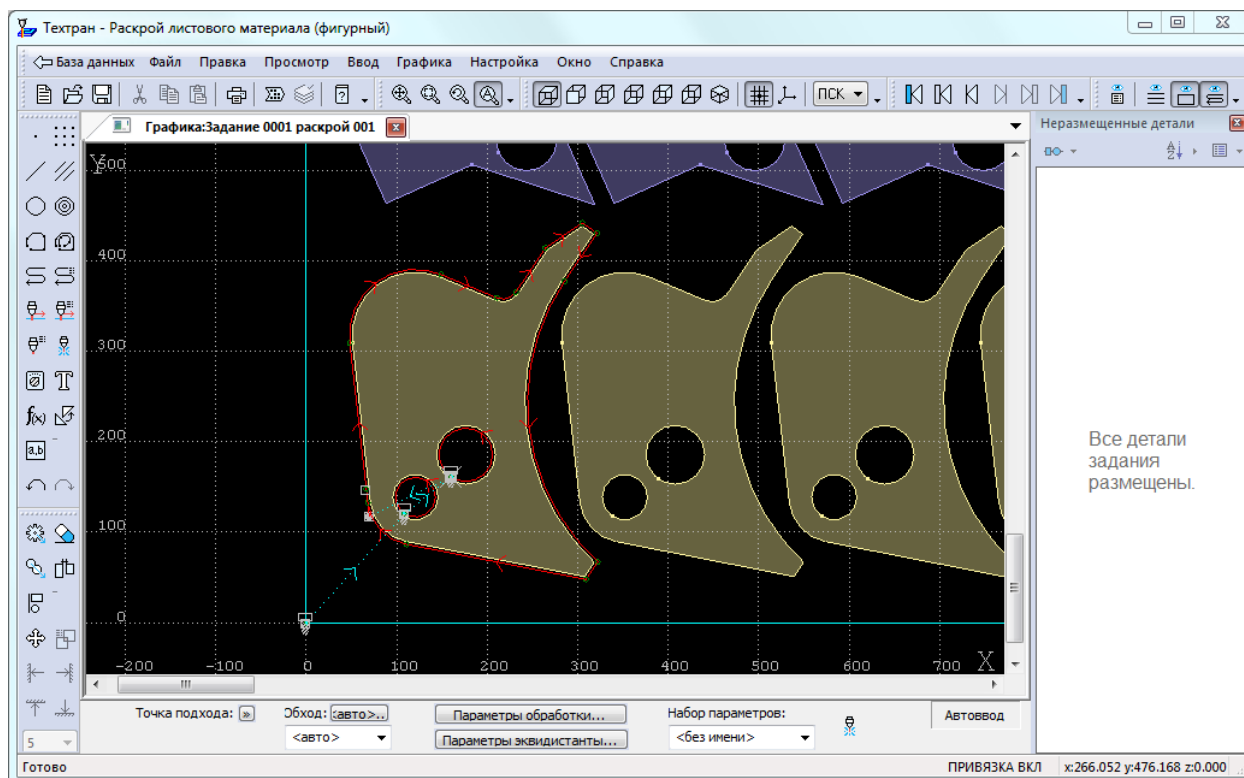 Техтран - Раскрой листового материала (фигурный)
База данных Файл Правка Просмотр Ввод Графика Настройка Окно Справка
ПСК
Графика:Задание 0001 раскрой 001
Неразмещенные детали
Y
500
400
300
200
100
0
-200 -100 0 100 200 300 400 500 600 700 X
f(x)
a,b
Все детали
задания
размещены.
Точка подхода: » Обход: <авто>.. Параметры обработки... Набор параметров: Автоввод
<авто> Параметры эквидистанты... <без имени>
5
Готово ПРИВЯЗКА ВКЛ x:266.052 y:476.168 z:0.000